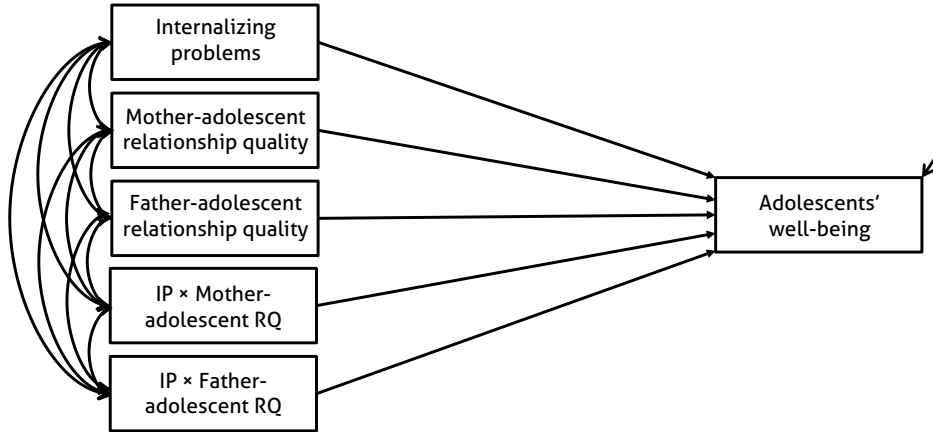 Internalizing
problems
Mother-adolescent
relationship quality
Father-adolescent
relationship quality
IP × Mother-
adolescent RQ
IP × Father-
adolescent RQ
Adolescents’
well-being